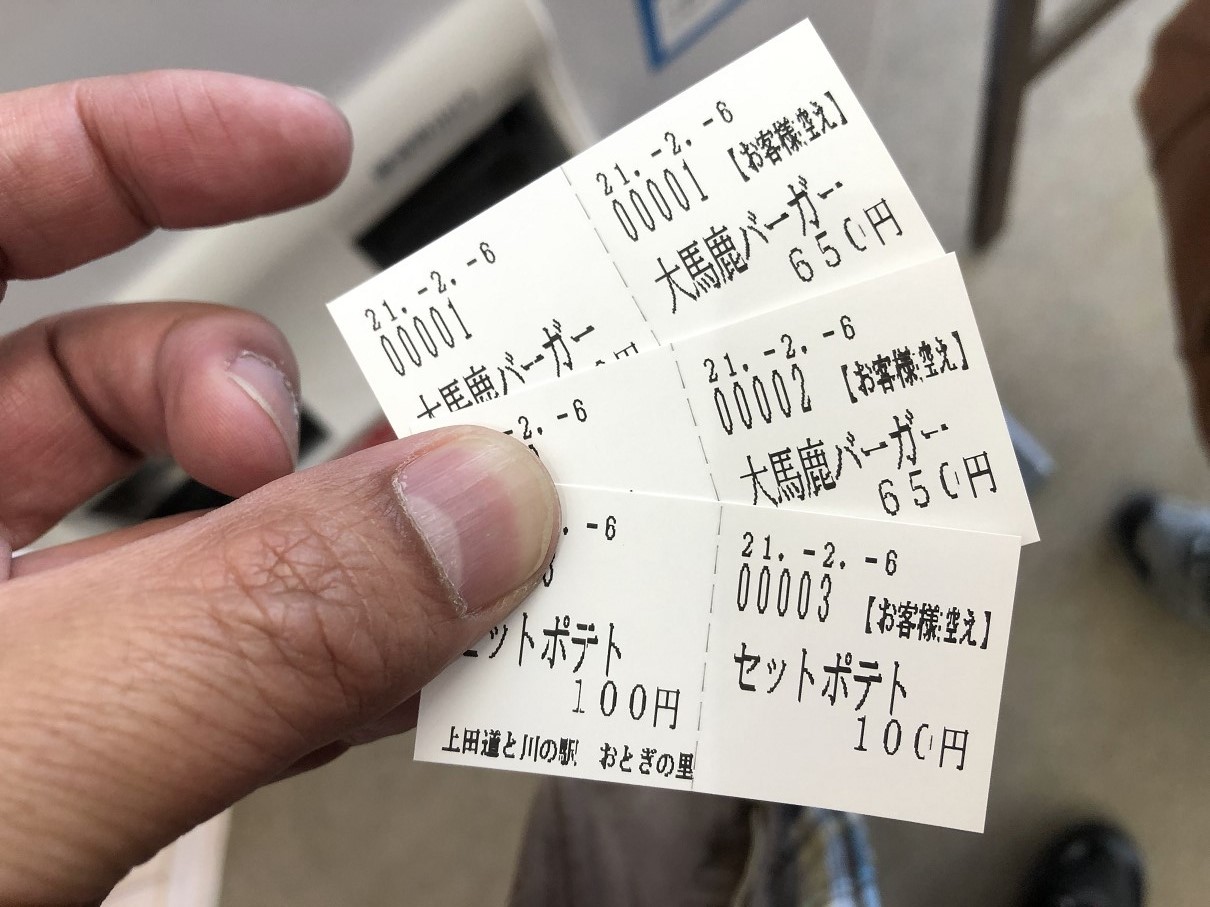 21.-2.-6
00001 【お客様控え】
大馬鹿バーガー
650円
21.-2.-6
00001
大馬鹿バーガー
21.-2.-6
00002 【お客様控え】
大馬鹿バーガー
650円
-2.-6
21.-2.-6
00003 【お客様控え】
セットポテト
100円
-6
3
セットポテト
100円
上田道と川の駅 おとぎの里